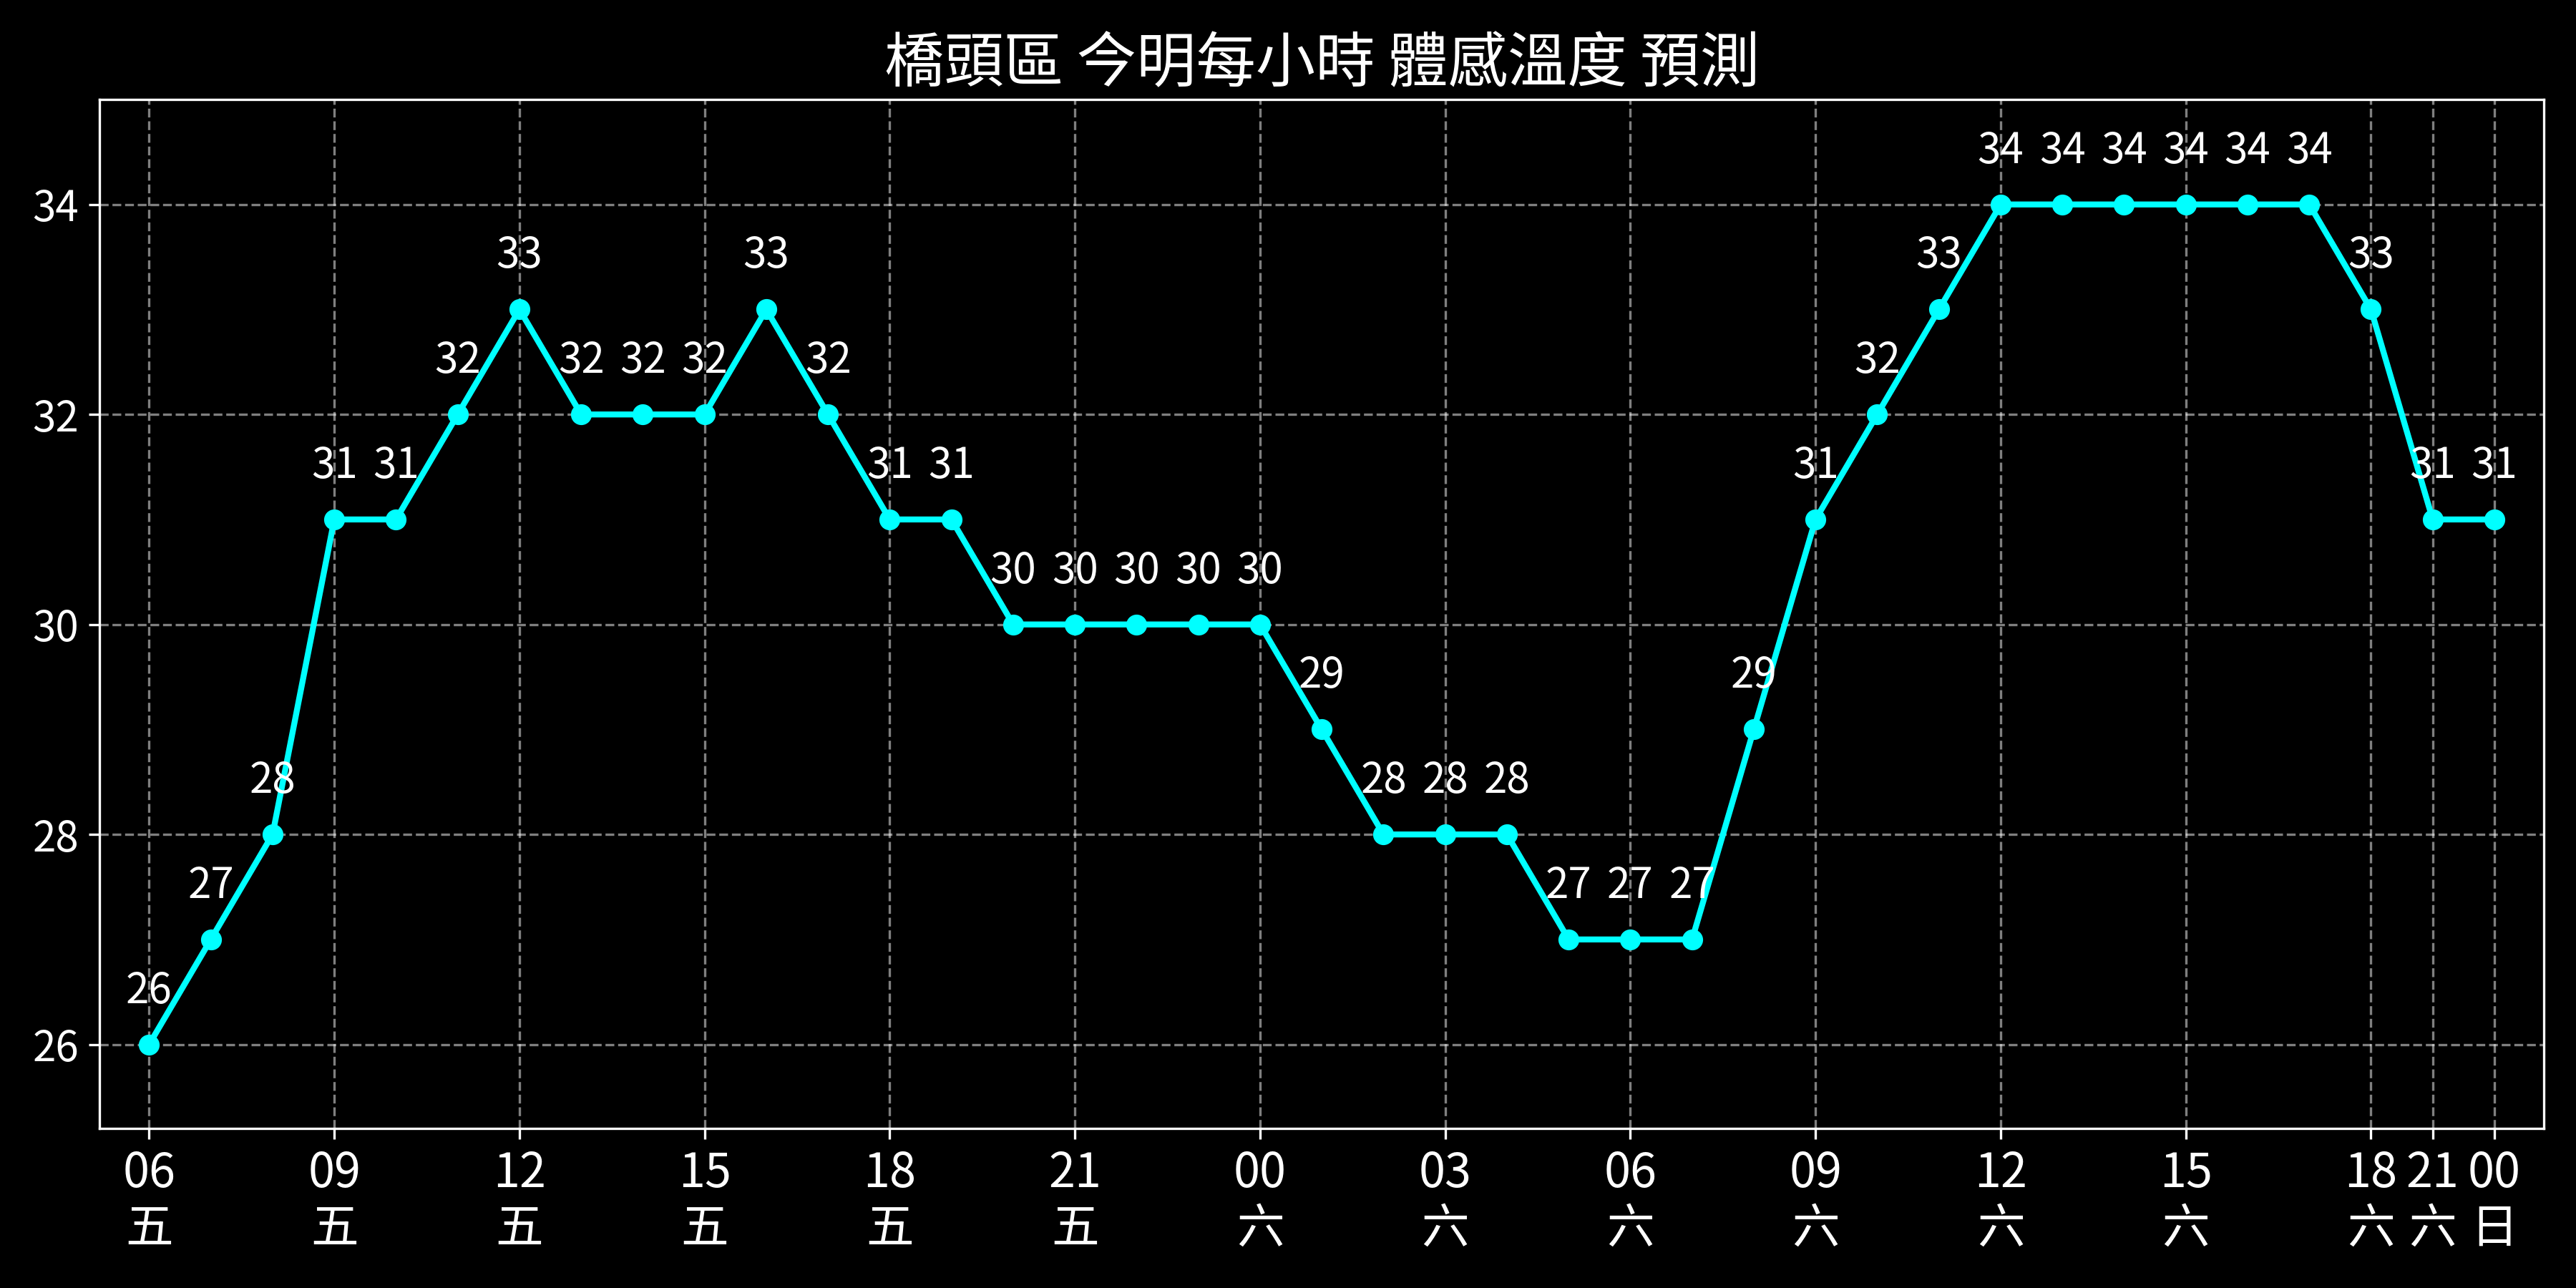 橋頭區 今明每小時 體感溫度 預測
34 34 34 34 34 34
34
33 33 33 33
32 32 32 32 32 32
32
31 31 31 31 31 31 31
30 30 30 30 30
30
29 29
28 28 28 28
28
27 27 27 27
26
26
06 09 12 15 18 21 00 03 06 09 12 15 18 21 00
五 五 五 五 五 五 六 六 六 六 六 六 六 六 日